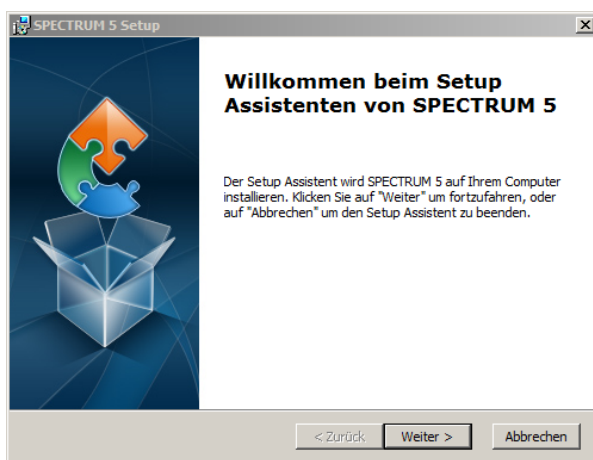 SPECTRUM 5 Setup
Willkommen beim Setup
Assistenten von SPECTRUM 5
Der Setup Assistent wird SPECTRUM 5 auf Ihrem Computer
installieren. Klicken Sie auf "Weiter" um fortzufahren, oder
auf "Abbrechen" um den Setup Assistent zu beenden.
< Zurück Weiter > Abbrechen